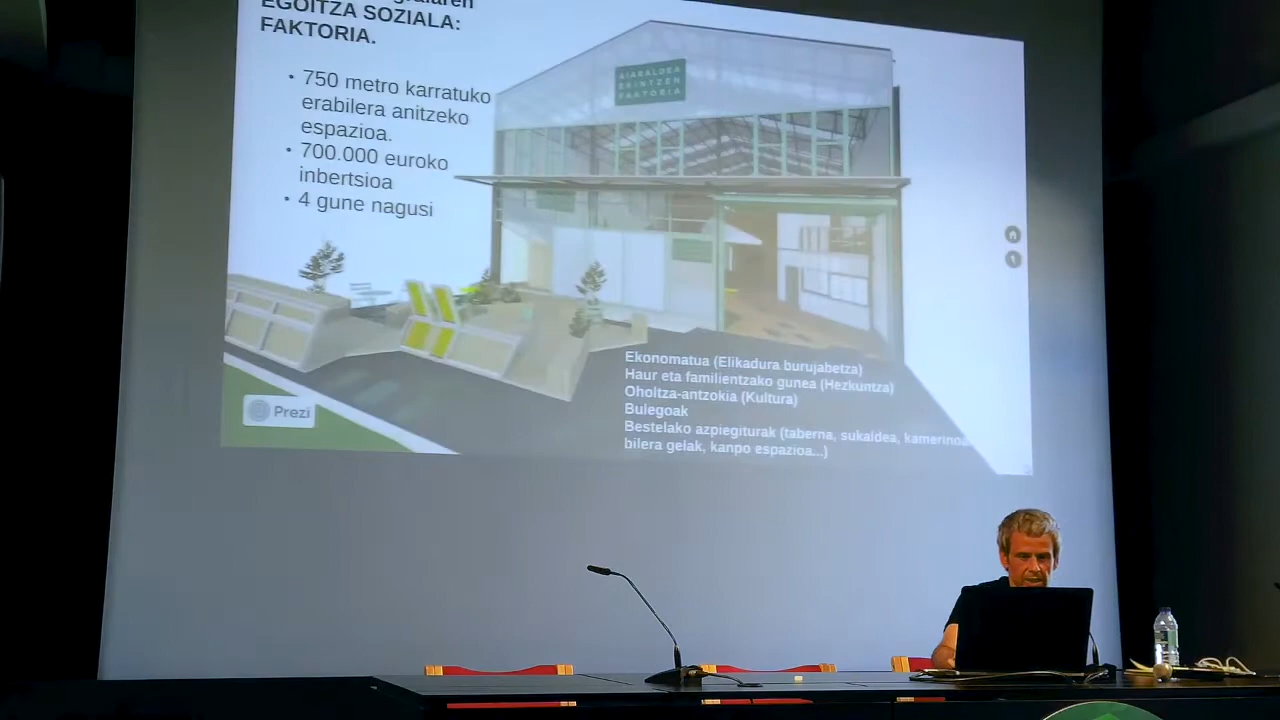 EGOITZA SOZIALA:
FAKTORIA.
• 750 metro karratuko
erabilera anitzeko
espazioa.
• 700.000 euroko
inbertsioa
• 4 gune nagusi
AIARALDEA
EKINTZEN
FAKTORIA
Ekonomatua (Elikadura burujabetza)
Haur eta familientzako gunea (Hezkuntza)
Oholtza-antzokia (Kultura)
Bulegoak
Bestelako azpiegiturak (taberna, sukaldea, kamerinoa
bilera gelak, kanpo espazioa...)
Prezi